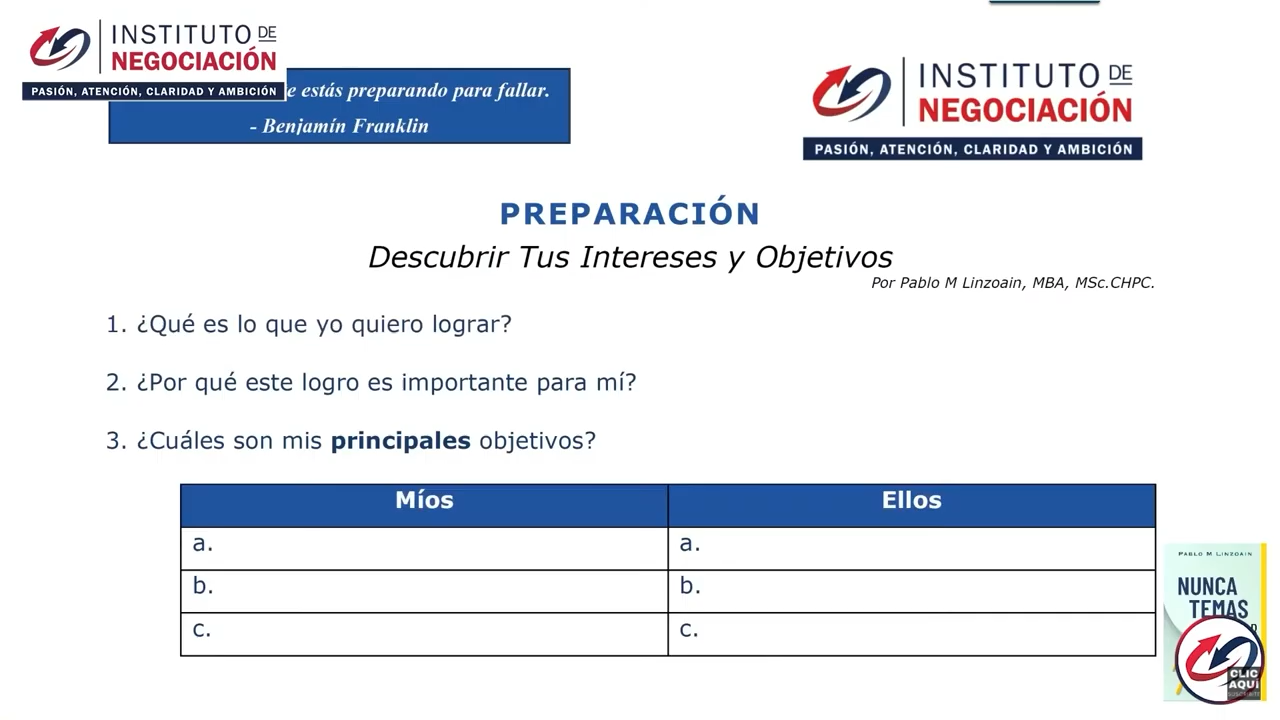 INSTITUTO DE
NEGOCIACIÓN
PASIÓN, ATENCIÓN, CLARIDAD Y AMBICIÓN
estás preparando para fallar.
- Benjamín Franklin
INSTITUTO DE
NEGOCIACIÓN
PASIÓN, ATENCIÓN, CLARIDAD Y AMBICIÓN
PREPARACIÓN
Descubrir Tus Intereses y Objetivos
Por Pablo M Linzoain, MBA, MSc.CHPC.
1. ¿Qué es lo que yo quiero lograr?
2. ¿Por qué este logro es importante para mí?
3. ¿Cuáles son mis principales objetivos?
Míos Ellos
a. a.
b. b.
c. c.
PABLO M LINZOAIN
NUNCA
TEMAS
CLIC
AQUÍ
SUSCRIBITE